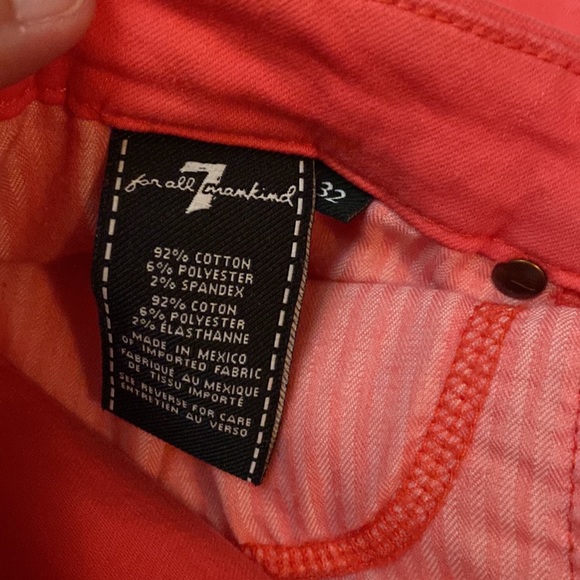 for all 7 mankind
32
92% COTTON
6% POLYESTER
2% SPANDEX
92% COTON
6% POLYESTER
2% ÉLASTHANNE
MADE IN MEXICO
OF IMPORTED FABRIC
FABRIQUÉ AU MEXIQUE
DE TISSU IMPORTÉ
SEE REVERSE FOR CARE
ENTRETIEN AU VERSO